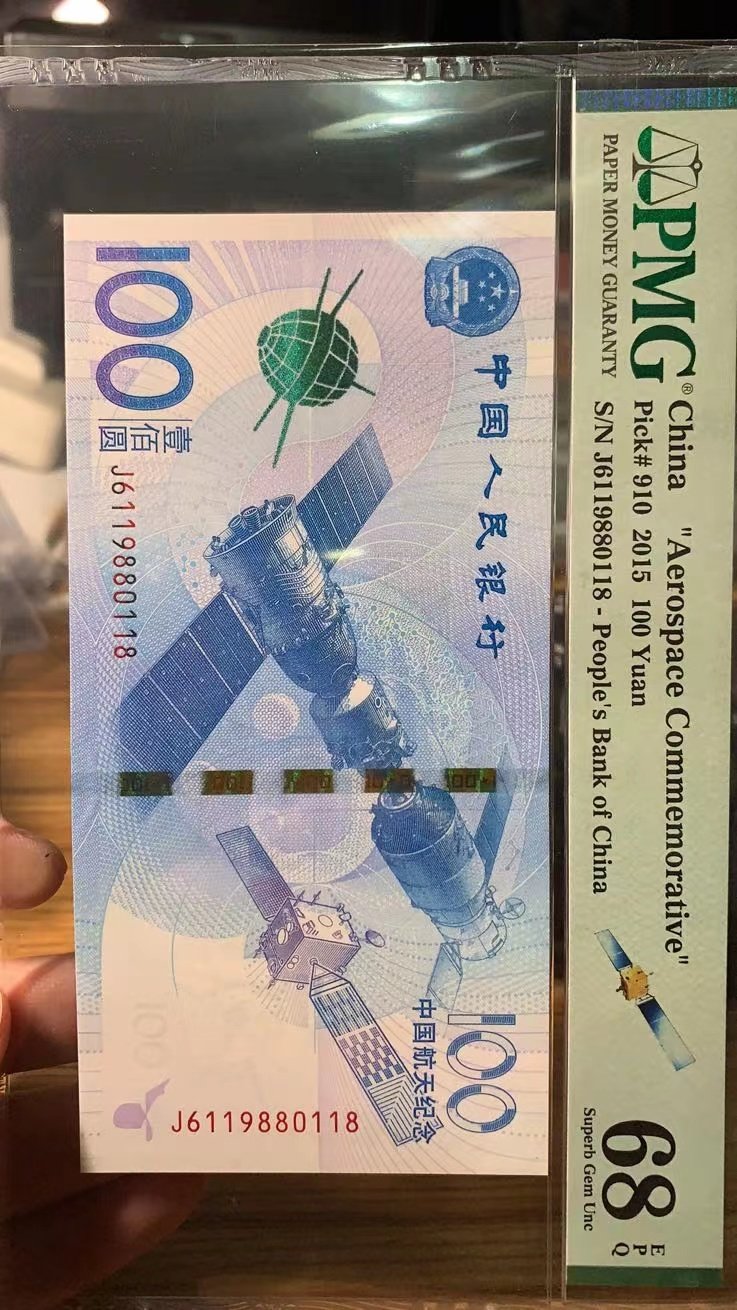 PMG®
PAPER MONEY GUARANTY
China "Aerospace Commemorative"
Pick# 910 2015 100 Yuan
S/N J6119880118 - People's Bank of China
68
EPQ
Superb Gem Unc
中国人民银行
100
壹佰圆
J6119880118
100
中国航天纪念
J6119880118